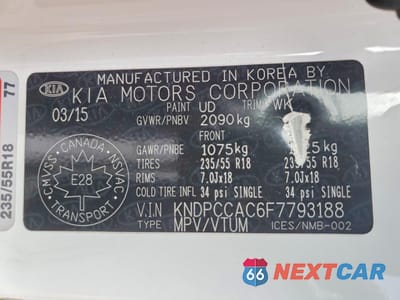 MANUFACTURED IN KOREA BY
KIA KIA MOTORS CORPORATION
03/15 PAINT UD TRIM WK
GVWR/PNBV 2090kg
FRONT
GAWR/PNBE 1075kg 5kg
TIRES 235/55 R18 235/55 R18
RIMS 7.0Jx18 7.0Jx18
COLD TIRE INFL 34 psi SINGLE 34 psi SINGLE
V.I.N KNDPCCAC6F7793188
TYPE MPV/VTUM ICES/NMB-002
CMVSS · CANADA · NSVAC
E28
TRANSPORT
235/55R18 77
66 NEXTCAR